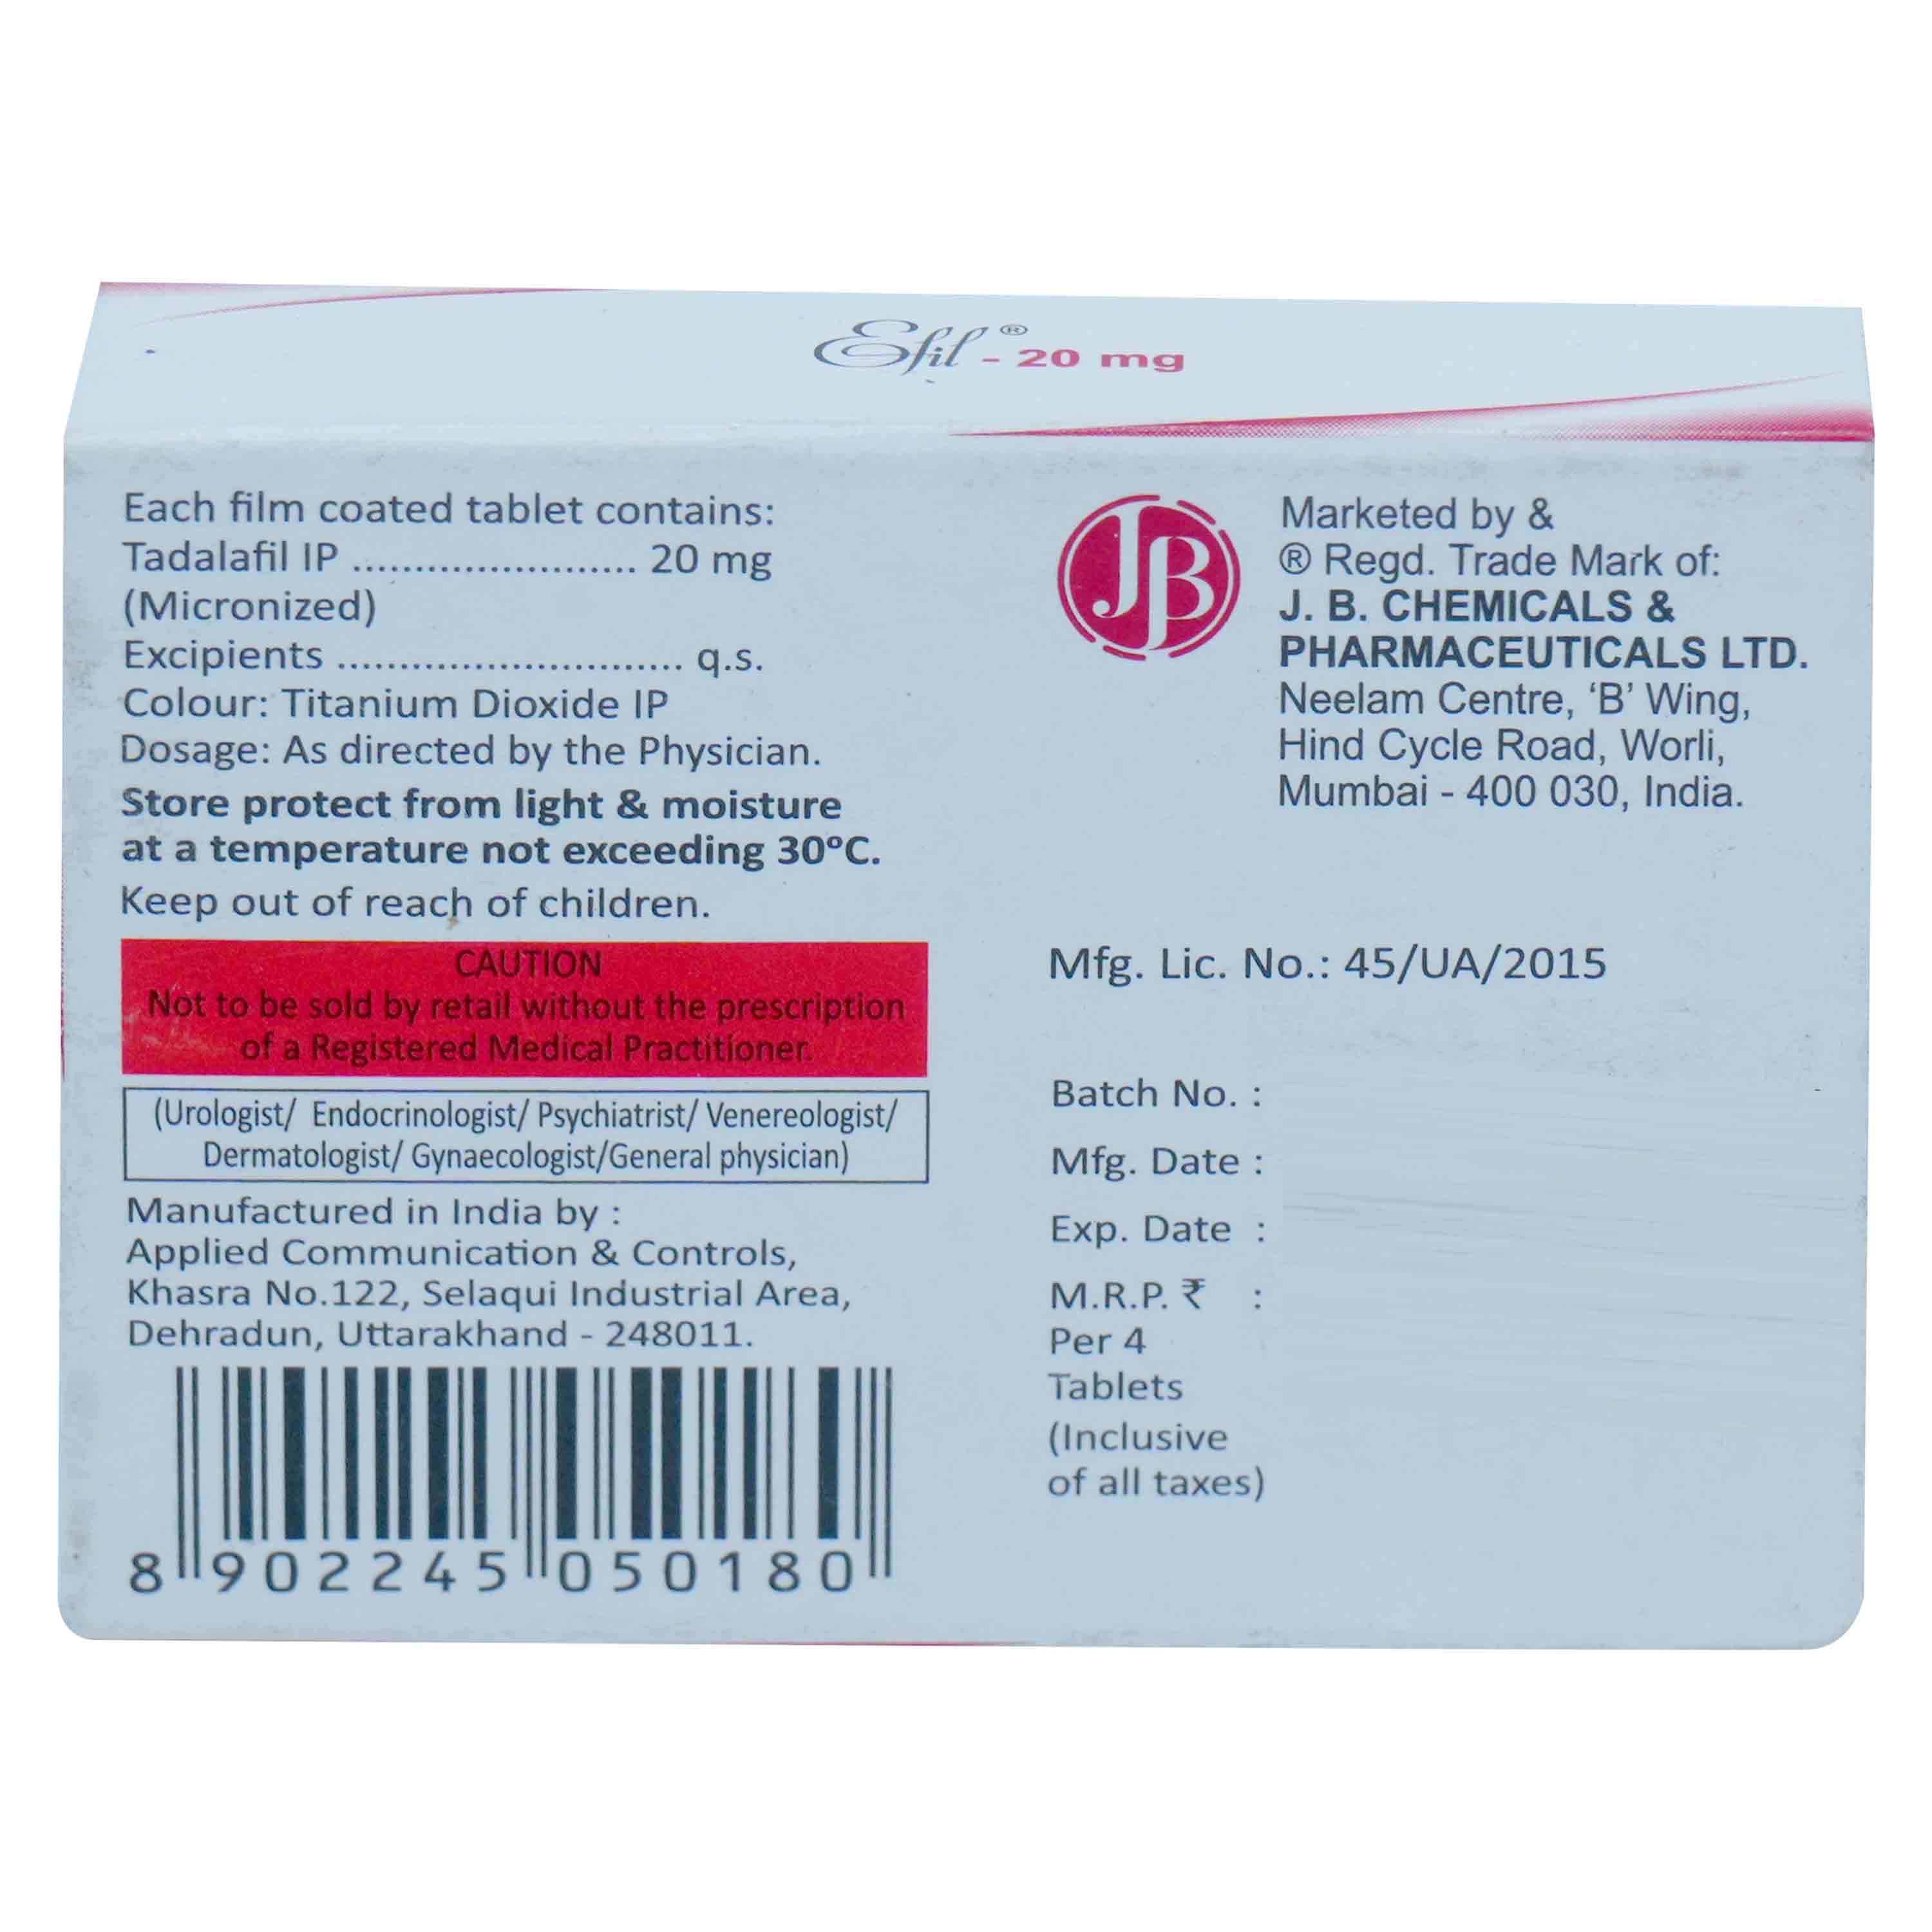 Efil® - 20 mg
Each film coated tablet contains:
Tadalafil IP ....................... 20 mg
(Micronized)
Excipients ............................ q.s.
Colour: Titanium Dioxide IP
Dosage: As directed by the Physician.
Store protect from light & moisture
at a temperature not exceeding 30°C.
Keep out of reach of children.
CAUTION
Not to be sold by retail without the prescription
of a Registered Medical Practitioner.
(Urologist/ Endocrinologist/ Psychiatrist/ Venereologist/
Dermatologist/ Gynaecologist/General physician)
Manufactured in India by :
Applied Communication & Controls,
Khasra No.122, Selaqui Industrial Area,
Dehradun, Uttarakhand - 248011.
8 902245 050180
JB
Marketed by &
® Regd. Trade Mark of:
J. B. CHEMICALS &
PHARMACEUTICALS LTD.
Neelam Centre, ‘B’ Wing,
Hind Cycle Road, Worli,
Mumbai - 400 030, India.
Mfg. Lic. No.: 45/UA/2015
Batch No. :
Mfg. Date :
Exp. Date :
M.R.P. ₹ :
Per 4
Tablets
(Inclusive
of all taxes)